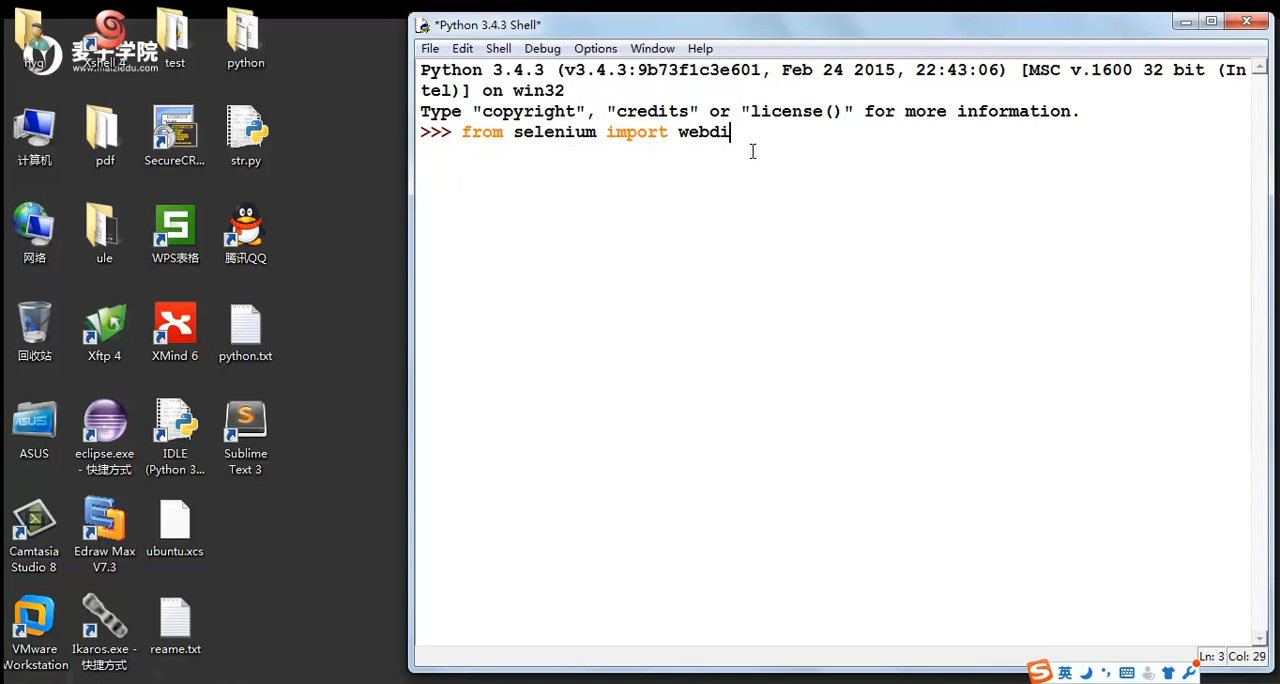 hyg
Xshell 4
test
python
麦子学院
www.maiziedu.com
计算机
pdf
SecureCR...
str.py
网络
ule
WPS表格
腾讯QQ
回收站
Xftp 4
XMind 6
python.txt
ASUS
eclipse.exe
- 快捷方式
IDLE
(Python 3...
Sublime
Text 3
Camtasia
Studio 8
Edraw Max
V7.3
ubuntu.xcs
VMware
Workstation
Ikaros.exe -
快捷方式
reame.txt
*Python 3.4.3 Shell*
File Edit Shell Debug Options Window Help
Python 3.4.3 (v3.4.3:9b73f1c3e601, Feb 24 2015, 22:43:06) [MSC v.1600 32 bit (In
tel)] on win32
Type "copyright", "credits" or "license()" for more information.
>>> from selenium import webdi
Ln: 3 Col: 29
英